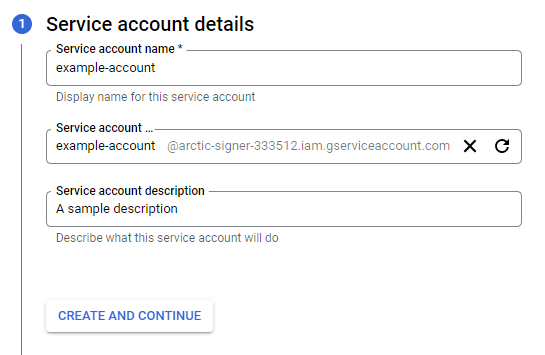 1 Service account details
Service account name *
example-account
Display name for this service account
Service account ...
example-account @arctic-signer-333512.iam.gserviceaccount.com
Service account description
A sample description
Describe what this service account will do
CREATE AND CONTINUE